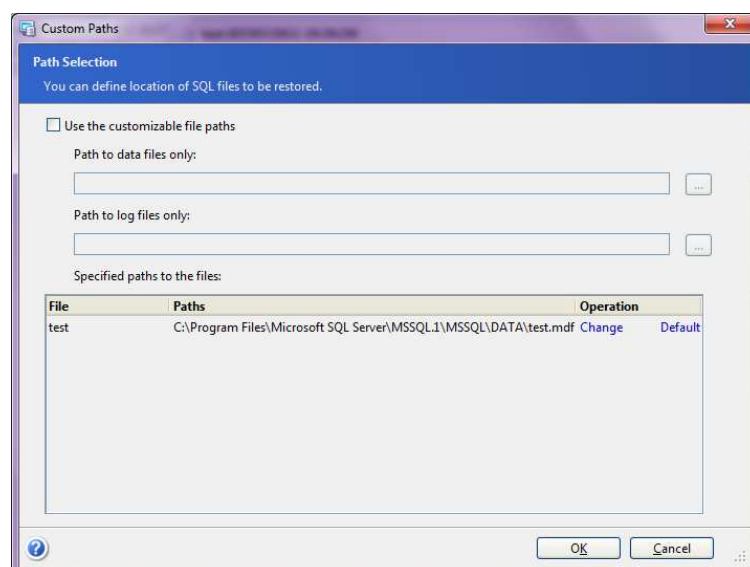 Custom Paths
Path Selection
You can define location of SQL files to be restored.
Use the customizable file paths
Path to data files only:
...
Path to log files only:
...
Specified paths to the files:
File Paths Operation
test C:\Program Files\Microsoft SQL Server\MSSQL.1\MSSQL\DATA\test.mdf Change Default
OK Cancel